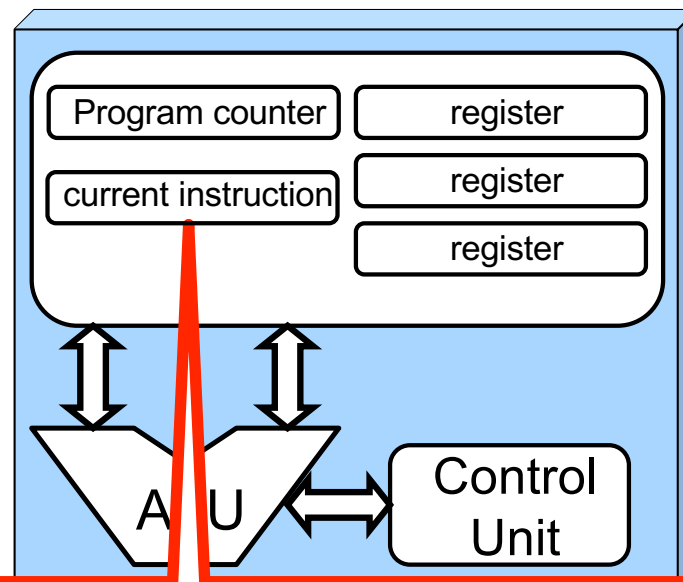 Program counter
register
current instruction
register
register
A U
Control
Unit